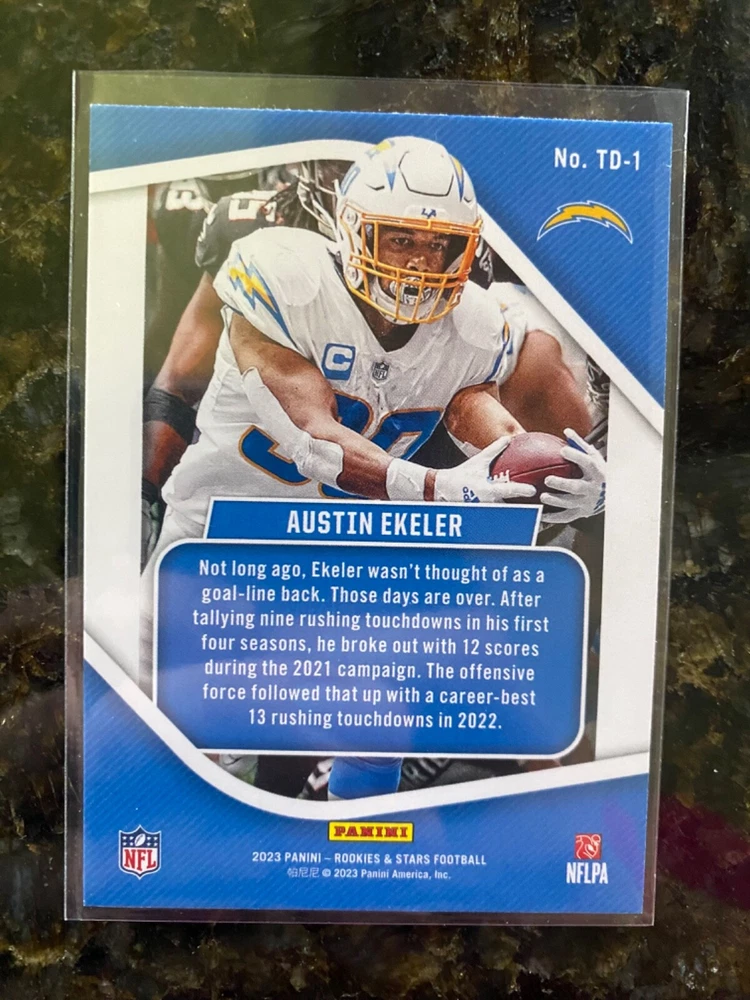 No. TD-1
C
NFL
30
AUSTIN EKELER
Not long ago, Ekeler wasn't thought of as a
goal-line back. Those days are over. After
tallying nine rushing touchdowns in his first
four seasons, he broke out with 12 scores
during the 2021 campaign. The offensive
force followed that up with a career-best
13 rushing touchdowns in 2022.
PANINI
NFL
2023 PANINI – ROOKIES & STARS FOOTBALL
帕尼尼 © 2023 Panini America, Inc.
NFLPA